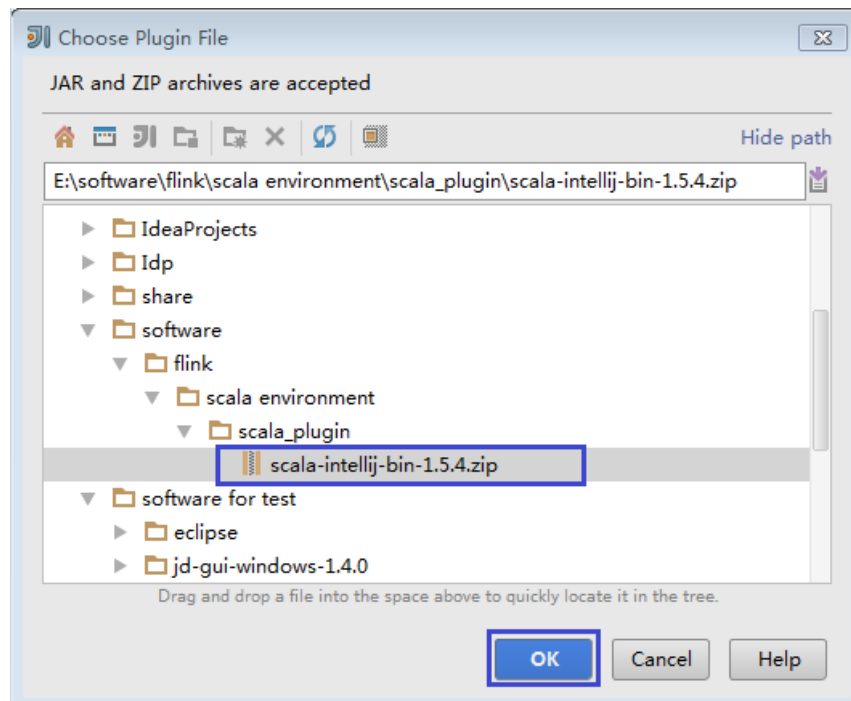 Choose Plugin File
JAR and ZIP archives are accepted
Hide path
E:\software\flink\scala environment\scala_plugin\scala-intellij-bin-1.5.4.zip
IdeaProjects
Idp
share
software
flink
scala environment
scala_plugin
scala-intellij-bin-1.5.4.zip
software for test
eclipse
jd-gui-windows-1.4.0
Drag and drop a file into the space above to quickly locate it in the tree.
OK Cancel Help